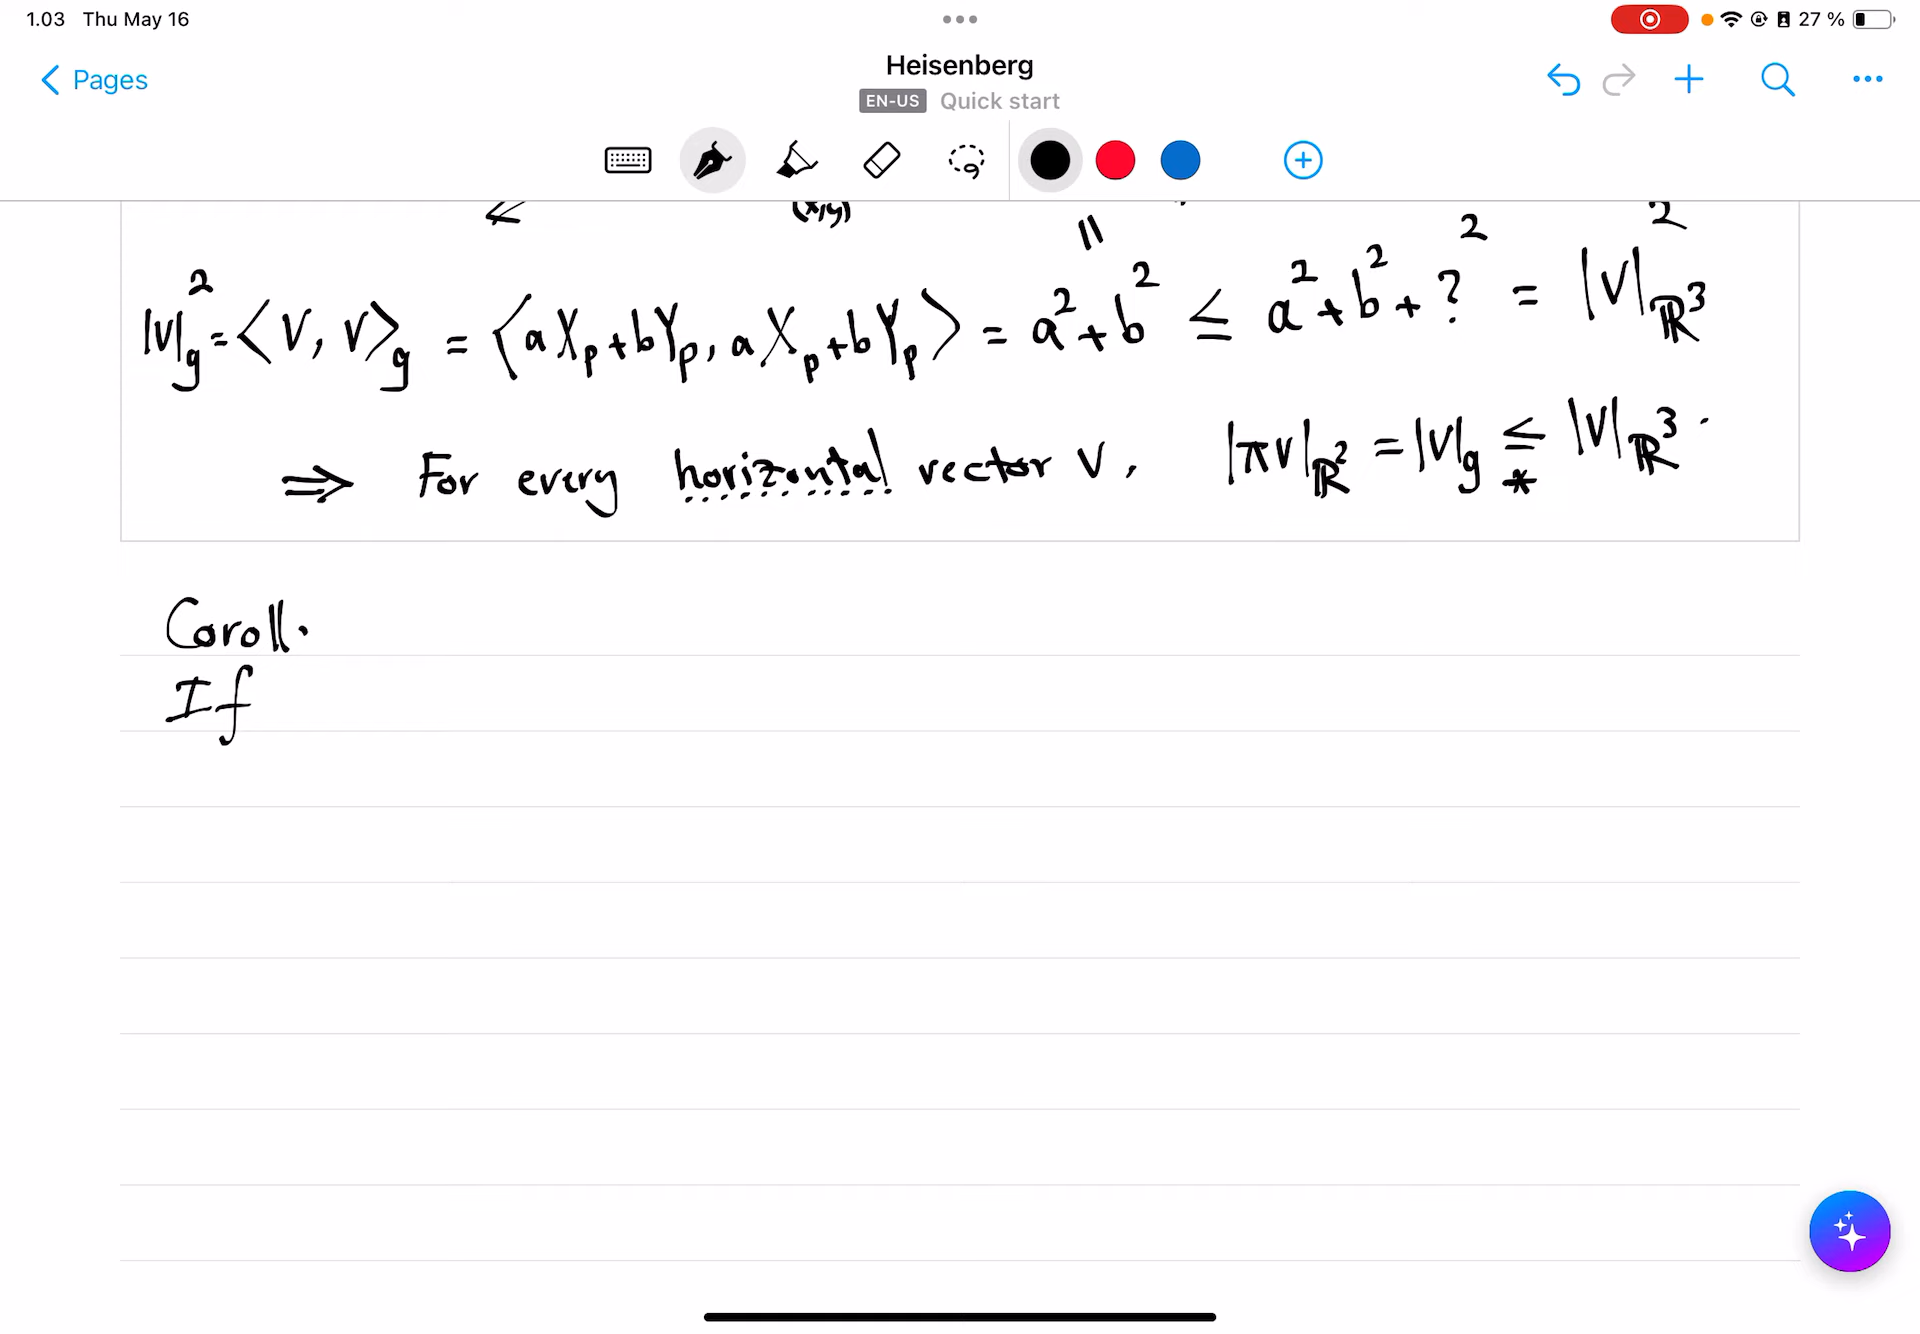 1.03 Thu May 16 27 %
Pages
Heisenberg
EN-US Quick start
(x,y)
|V|_g^2 = <V, V>_g = <aX_p + bY_p, aX_p + bY_p> = a^2 + b^2 ≤ a^2 + b^2 + ?^2 = |V|_{ℝ^3}^2
⇒ For every horizontal vector V, |πV|_{ℝ^2} = |V|_g ≤_* |V|_{ℝ^3}.
Coroll.
If